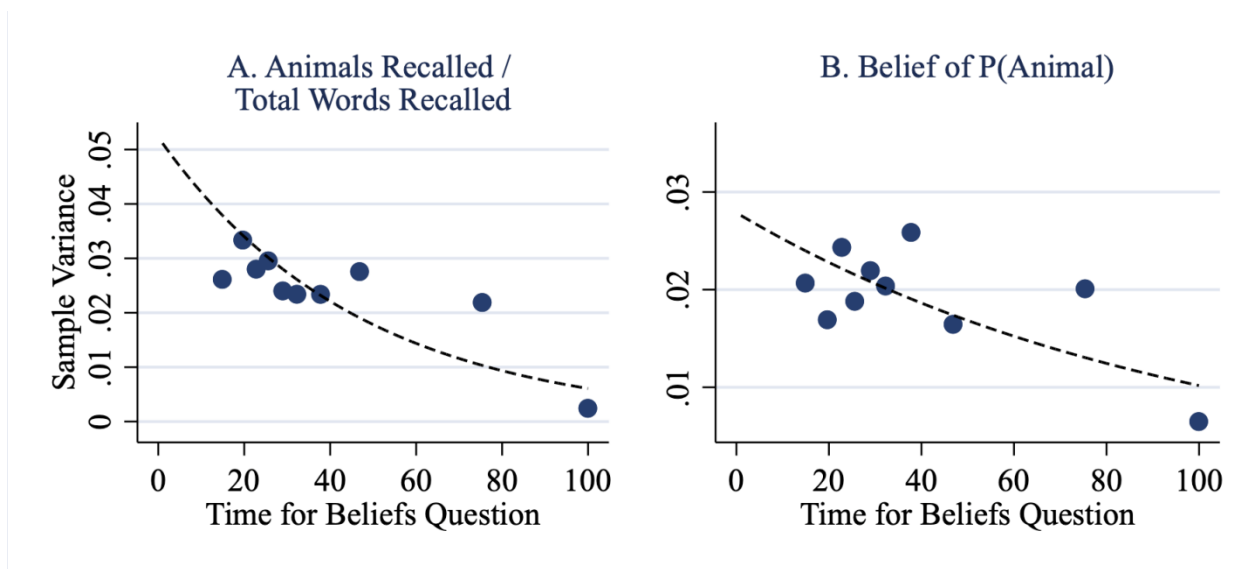 A. Animals Recalled /
Total Words Recalled
Sample Variance
.05
.04
.03
.02
.01
0
0 20 40 60 80 100
Time for Beliefs Question
B. Belief of P(Animal)
.03
.02
.01
0 20 40 60 80 100
Time for Beliefs Question